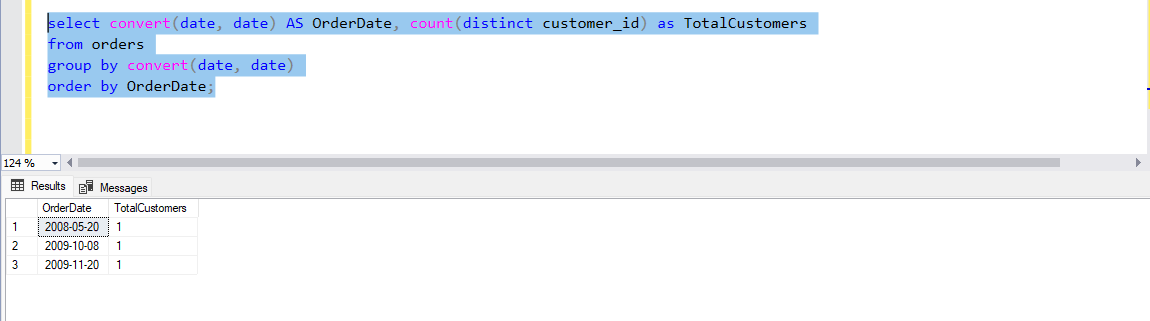 select convert(date, date) AS OrderDate, count(distinct customer_id) as TotalCustomers
from orders
group by convert(date, date)
order by OrderDate;
124 %
Results Messages
OrderDate TotalCustomers
1 2008-05-20 1
2 2009-10-08 1
3 2009-11-20 1